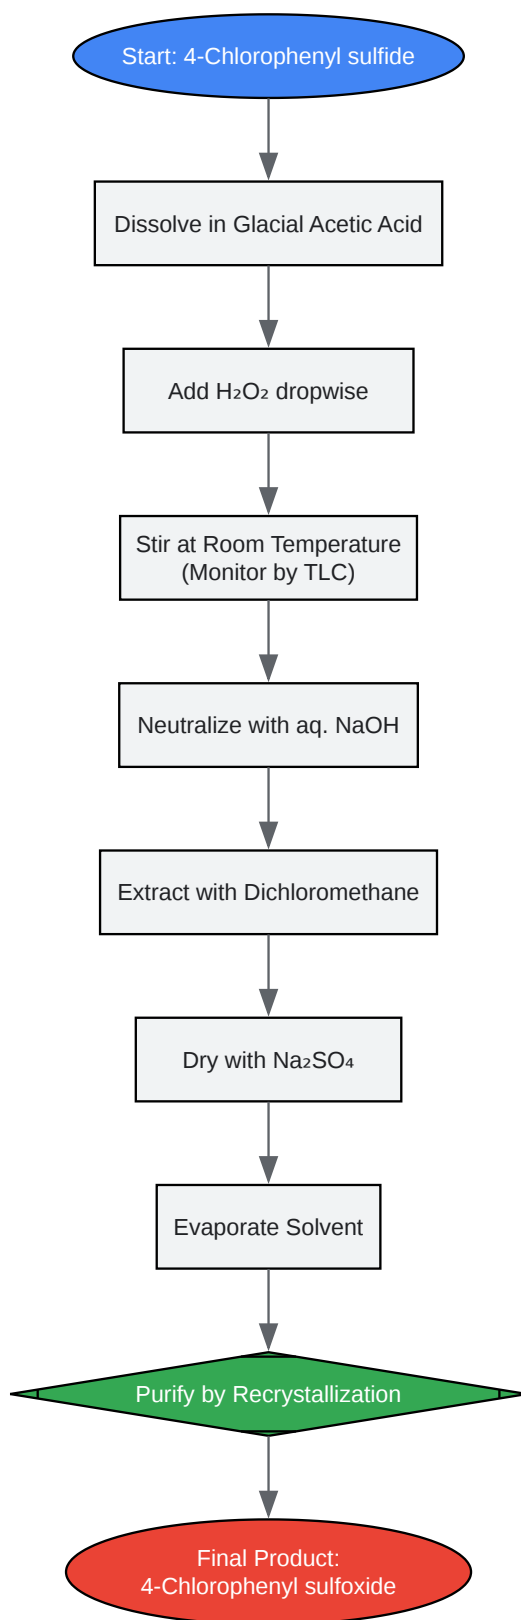 Start: 4-Chlorophenyl sulfide
Dissolve in Glacial Acetic Acid
Add H₂O₂ dropwise
Stir at Room Temperature
(Monitor by TLC)
Neutralize with aq. NaOH
Extract with Dichloromethane
Dry with Na₂SO₄
Evaporate Solvent
Purify by Recrystallization
Final Product:
4-Chlorophenyl sulfoxide